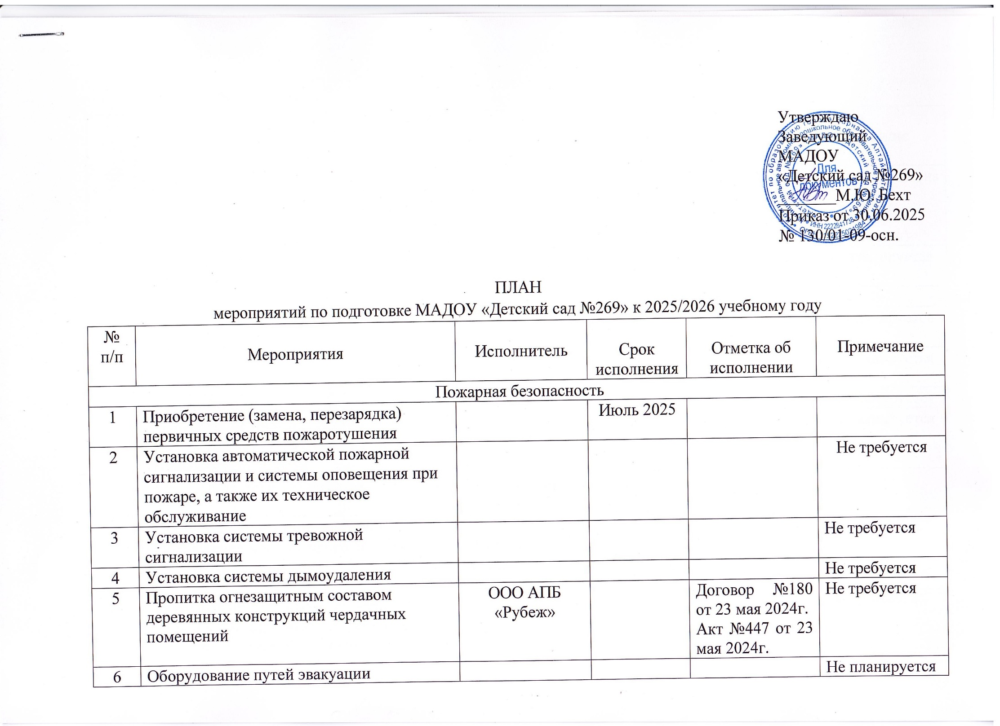 Утверждаю
Заведующий
МАДОУ
«Детский сад №269»
М.Ю. Бехт
Приказ от 30.06.2025
№ 130/01-09-осн.
Для
документов
ИНН 2222841738
ПЛАН
мероприятий по подготовке МАДОУ «Детский сад №269» к 2025/2026 учебному году
№
п/п
Мероприятия
Исполнитель
Срок
исполнения
Отметка об
исполнении
Примечание
Пожарная безопасность
1
Приобретение (замена, перезарядка)
первичных средств пожаротушения
Июль 2025
2
Установка автоматической пожарной
сигнализации и системы оповещения при
пожаре, а также их техническое
обслуживание
Не требуется
3
Установка системы тревожной
сигнализации
Не требуется
4
Установка системы дымоудаления
Не требуется
5
Пропитка огнезащитным составом
деревянных конструкций чердачных
помещений
ООО АПБ
«Рубеж»
Договор №180
от 23 мая 2024г.
Акт №447 от 23
мая 2024г.
Не требуется
6
Оборудование путей эвакуации
Не планируется